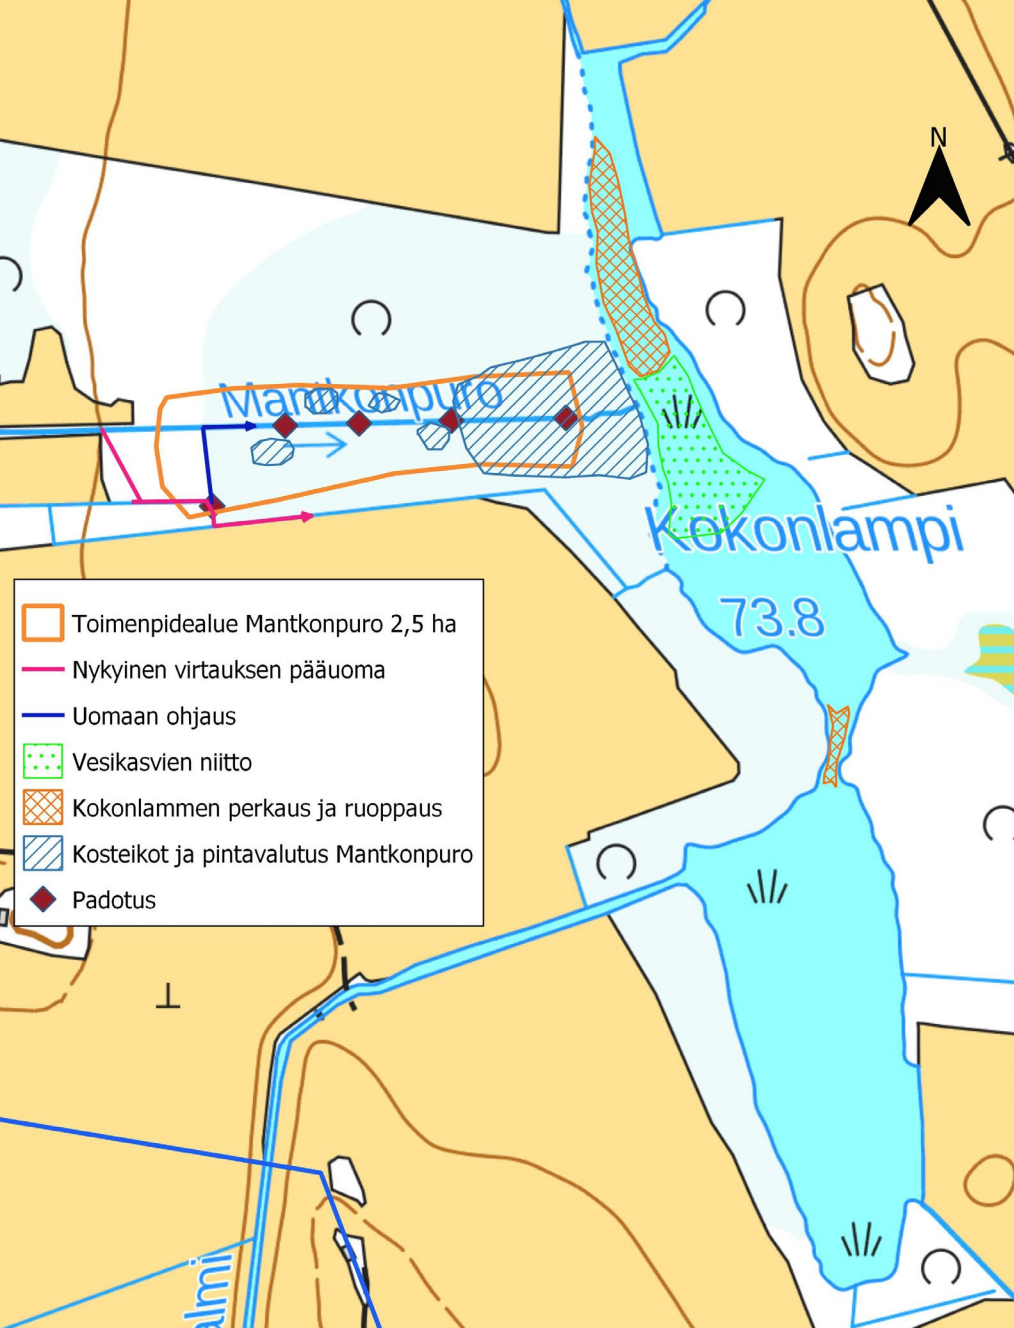 N
Mantkonpuro
Kokonlampi
73.8
Toimenpidealue Mantkonpuro 2,5 ha
Nykyinen virtauksen pääuoma
Uomaan ohjaus
Vesikasvien niitto
Kokonlammen perkaus ja ruoppaus
Kosteikot ja pintavalutus Mantkonpuro
Padotus
almi